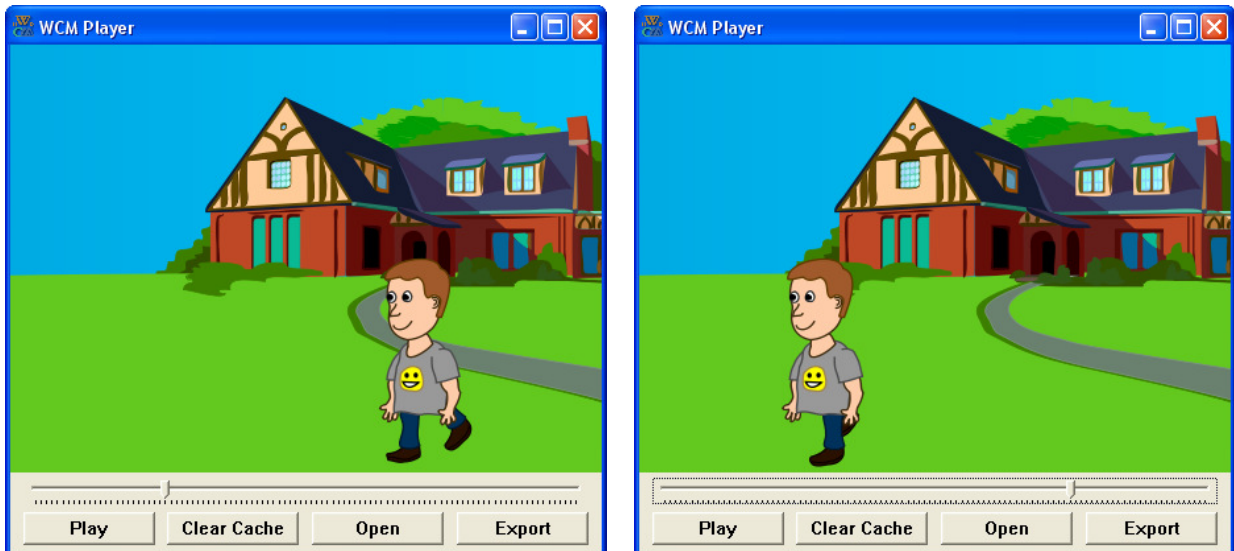 WCM Player
Play
Clear Cache
Open
Export
WCM Player
Play
Clear Cache
Open
Export